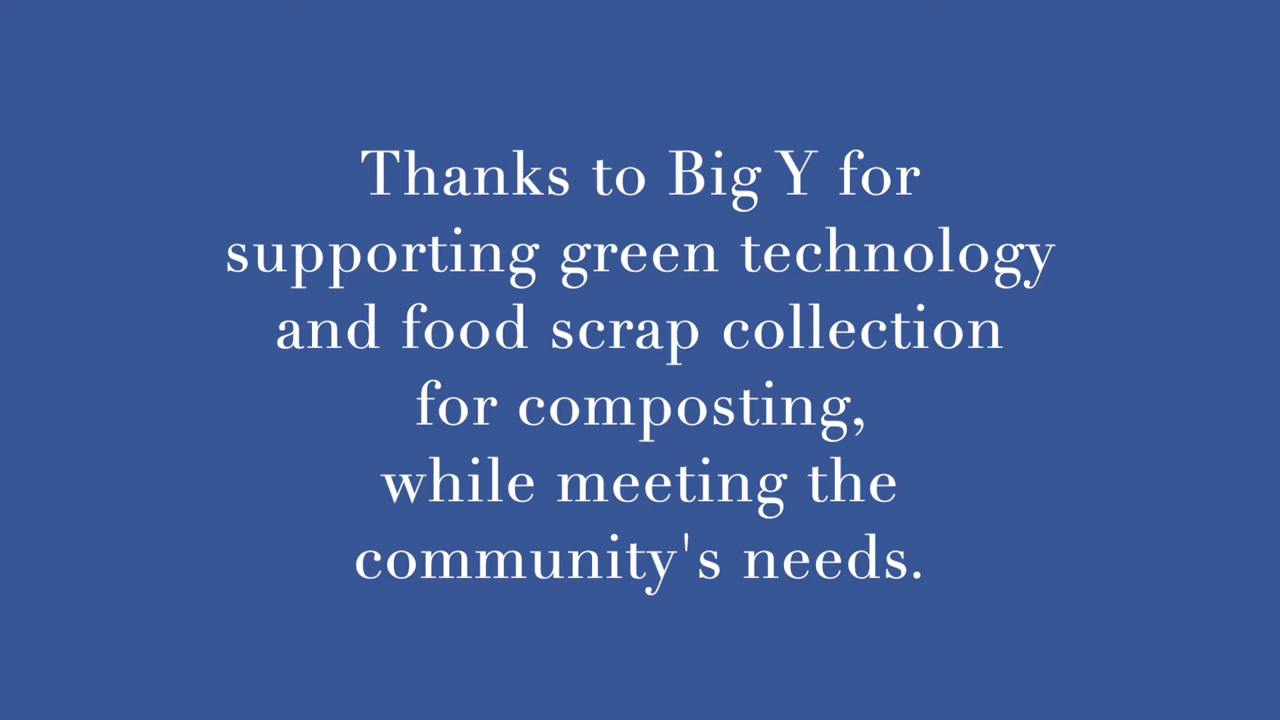 Thanks to Big Y for
supporting green technology
and food scrap collection
for composting,
while meeting the
community's needs.